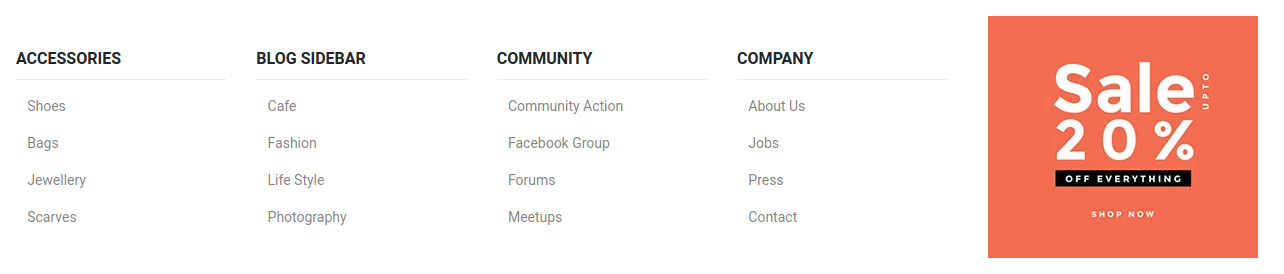 ACCESSORIES
Shoes
Bags
Jewellery
Scarves
BLOG SIDEBAR
Cafe
Fashion
Life Style
Photography
COMMUNITY
Community Action
Facebook Group
Forums
Meetups
COMPANY
About Us
Jobs
Press
Contact
Sale
UPTO
20%
OFF EVERYTHING
SHOP NOW